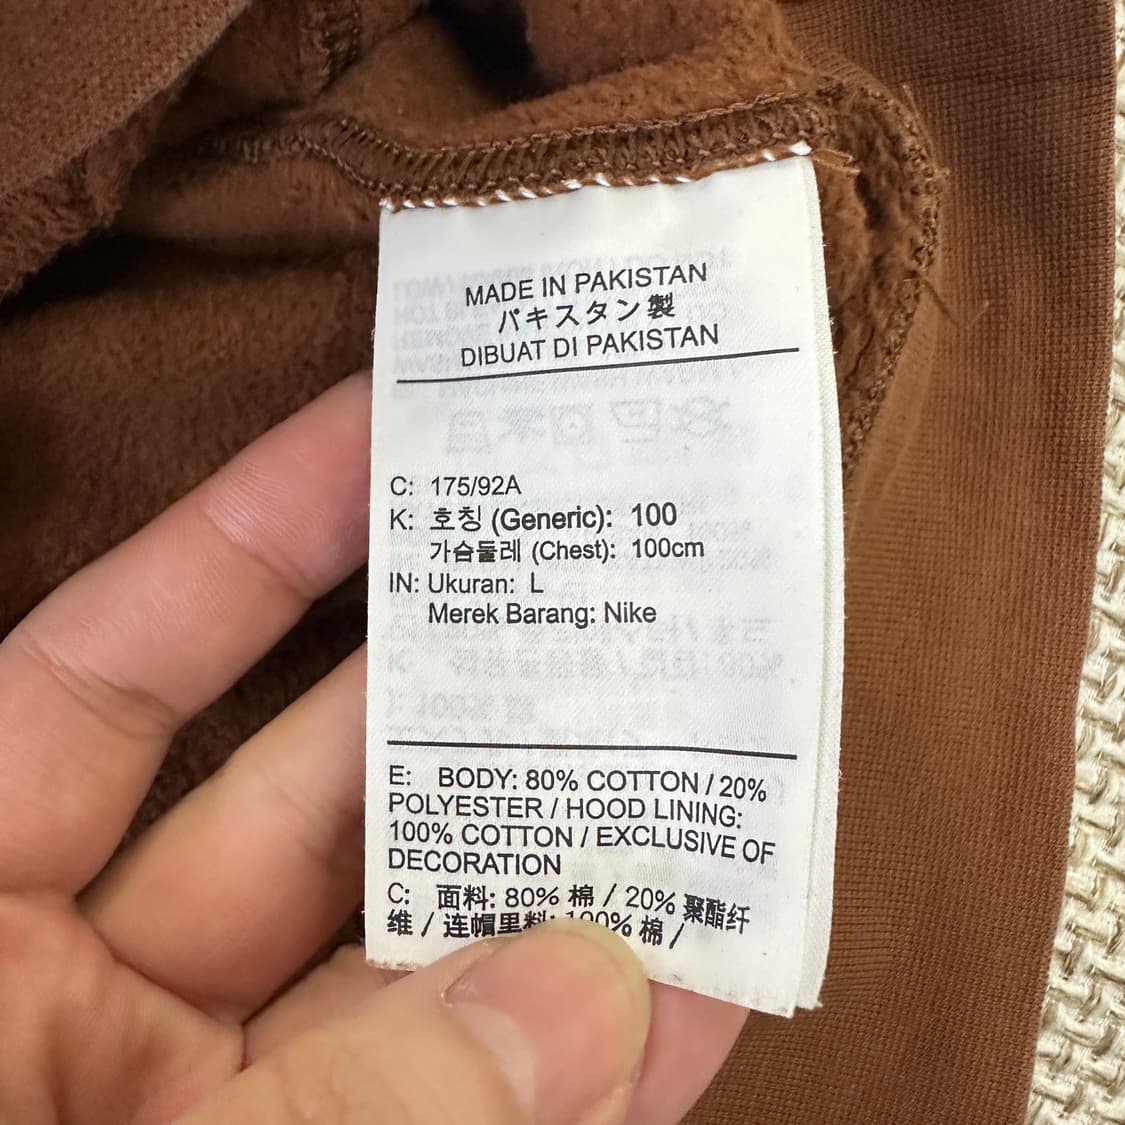 MADE IN PAKISTAN
パキスタン製
DIBUAT DI PAKISTAN
C: 175/92A
K: 호칭 (Generic): 100
가슴둘레 (Chest): 100cm
IN: Ukuran: L
Merek Barang: Nike
E: BODY: 80% COTTON / 20%
POLYESTER / HOOD LINING:
100% COTTON / EXCLUSIVE OF
DECORATION
C: 面料: 80% 棉 / 20% 聚酯纤
维 / 连帽里料: 100% 棉 /